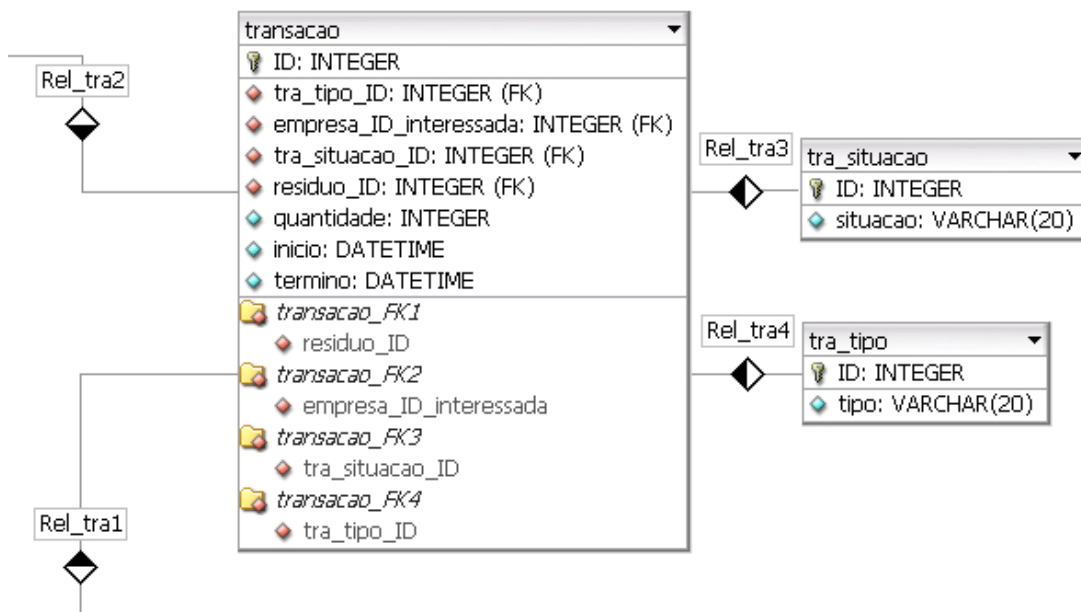 transacao
ID: INTEGER
tra_tipo_ID: INTEGER (FK)
empresa_ID_interessada: INTEGER (FK)
tra_situacao_ID: INTEGER (FK)
residuo_ID: INTEGER (FK)
quantidade: INTEGER
inicio: DATETIME
termino: DATETIME
transacao_FK1
residuo_ID
transacao_FK2
empresa_ID_interessada
transacao_FK3
tra_situacao_ID
transacao_FK4
tra_tipo_ID
Rel_tra2
Rel_tra1
Rel_tra3
tra_situacao
ID: INTEGER
situacao: VARCHAR(20)
Rel_tra4
tra_tipo
ID: INTEGER
tipo: VARCHAR(20)